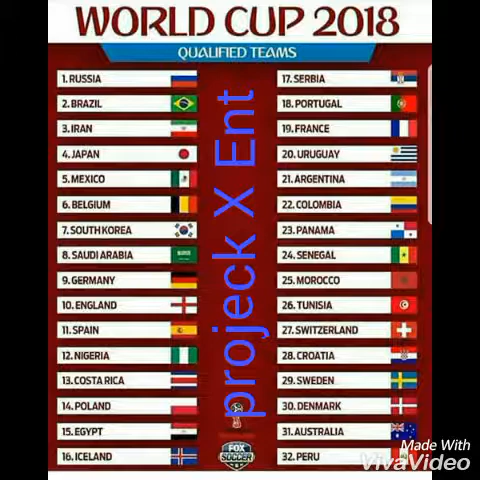 WORLD CUP 2018
QUALIFIED TEAMS
1. RUSSIA
2. BRAZIL
3. IRAN
4. JAPAN
5. MEXICO
6. BELGIUM
7. SOUTH KOREA
8. SAUDI ARABIA
9. GERMANY
10. ENGLAND
11. SPAIN
12. NIGERIA
13. COSTA RICA
14. POLAND
15. EGYPT
16. ICELAND
17. SERBIA
18. PORTUGAL
19. FRANCE
20. URUGUAY
21. ARGENTINA
22. COLOMBIA
23. PANAMA
24. SENEGAL
25. MOROCCO
26. TUNISIA
27. SWITZERLAND
28. CROATIA
29. SWEDEN
30. DENMARK
31. AUSTRALIA
32. PERU
projeck X Ent
FOX
SOCCER
Made With
VivaVideo